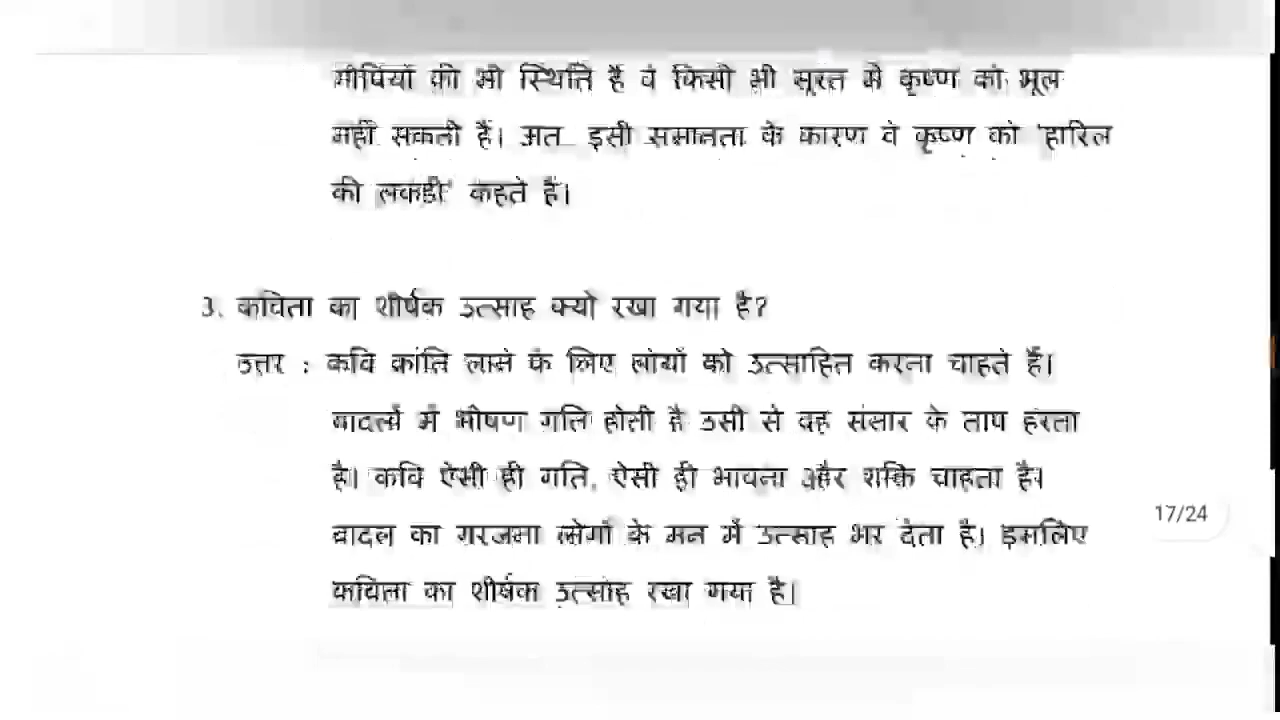 गोपियों की भी स्थिति है वे किसी भी सूरत में कृष्ण को भूल
नहीं सकती हैं। अत इसी समानता के कारण वे कृष्ण को 'हारिल
की लकडी' कहते हैं।
3. कविता का शीर्षक उत्साह क्यों रखा गया है?
उत्तर : कवि क्रांति लाने के लिए लोगों को उत्साहित करना चाहते हैं।
बादलों में भीषण गति होती है उसी से वह संसार के ताप हरता
है। कवि ऐसी ही गति, ऐसी ही भावना और शक्ति चाहता है।
बादल का गरजना लोगों के मन में उत्साह भर देता है। इसलिए
कविता का शीर्षक उत्साह रखा गया है।
17/24